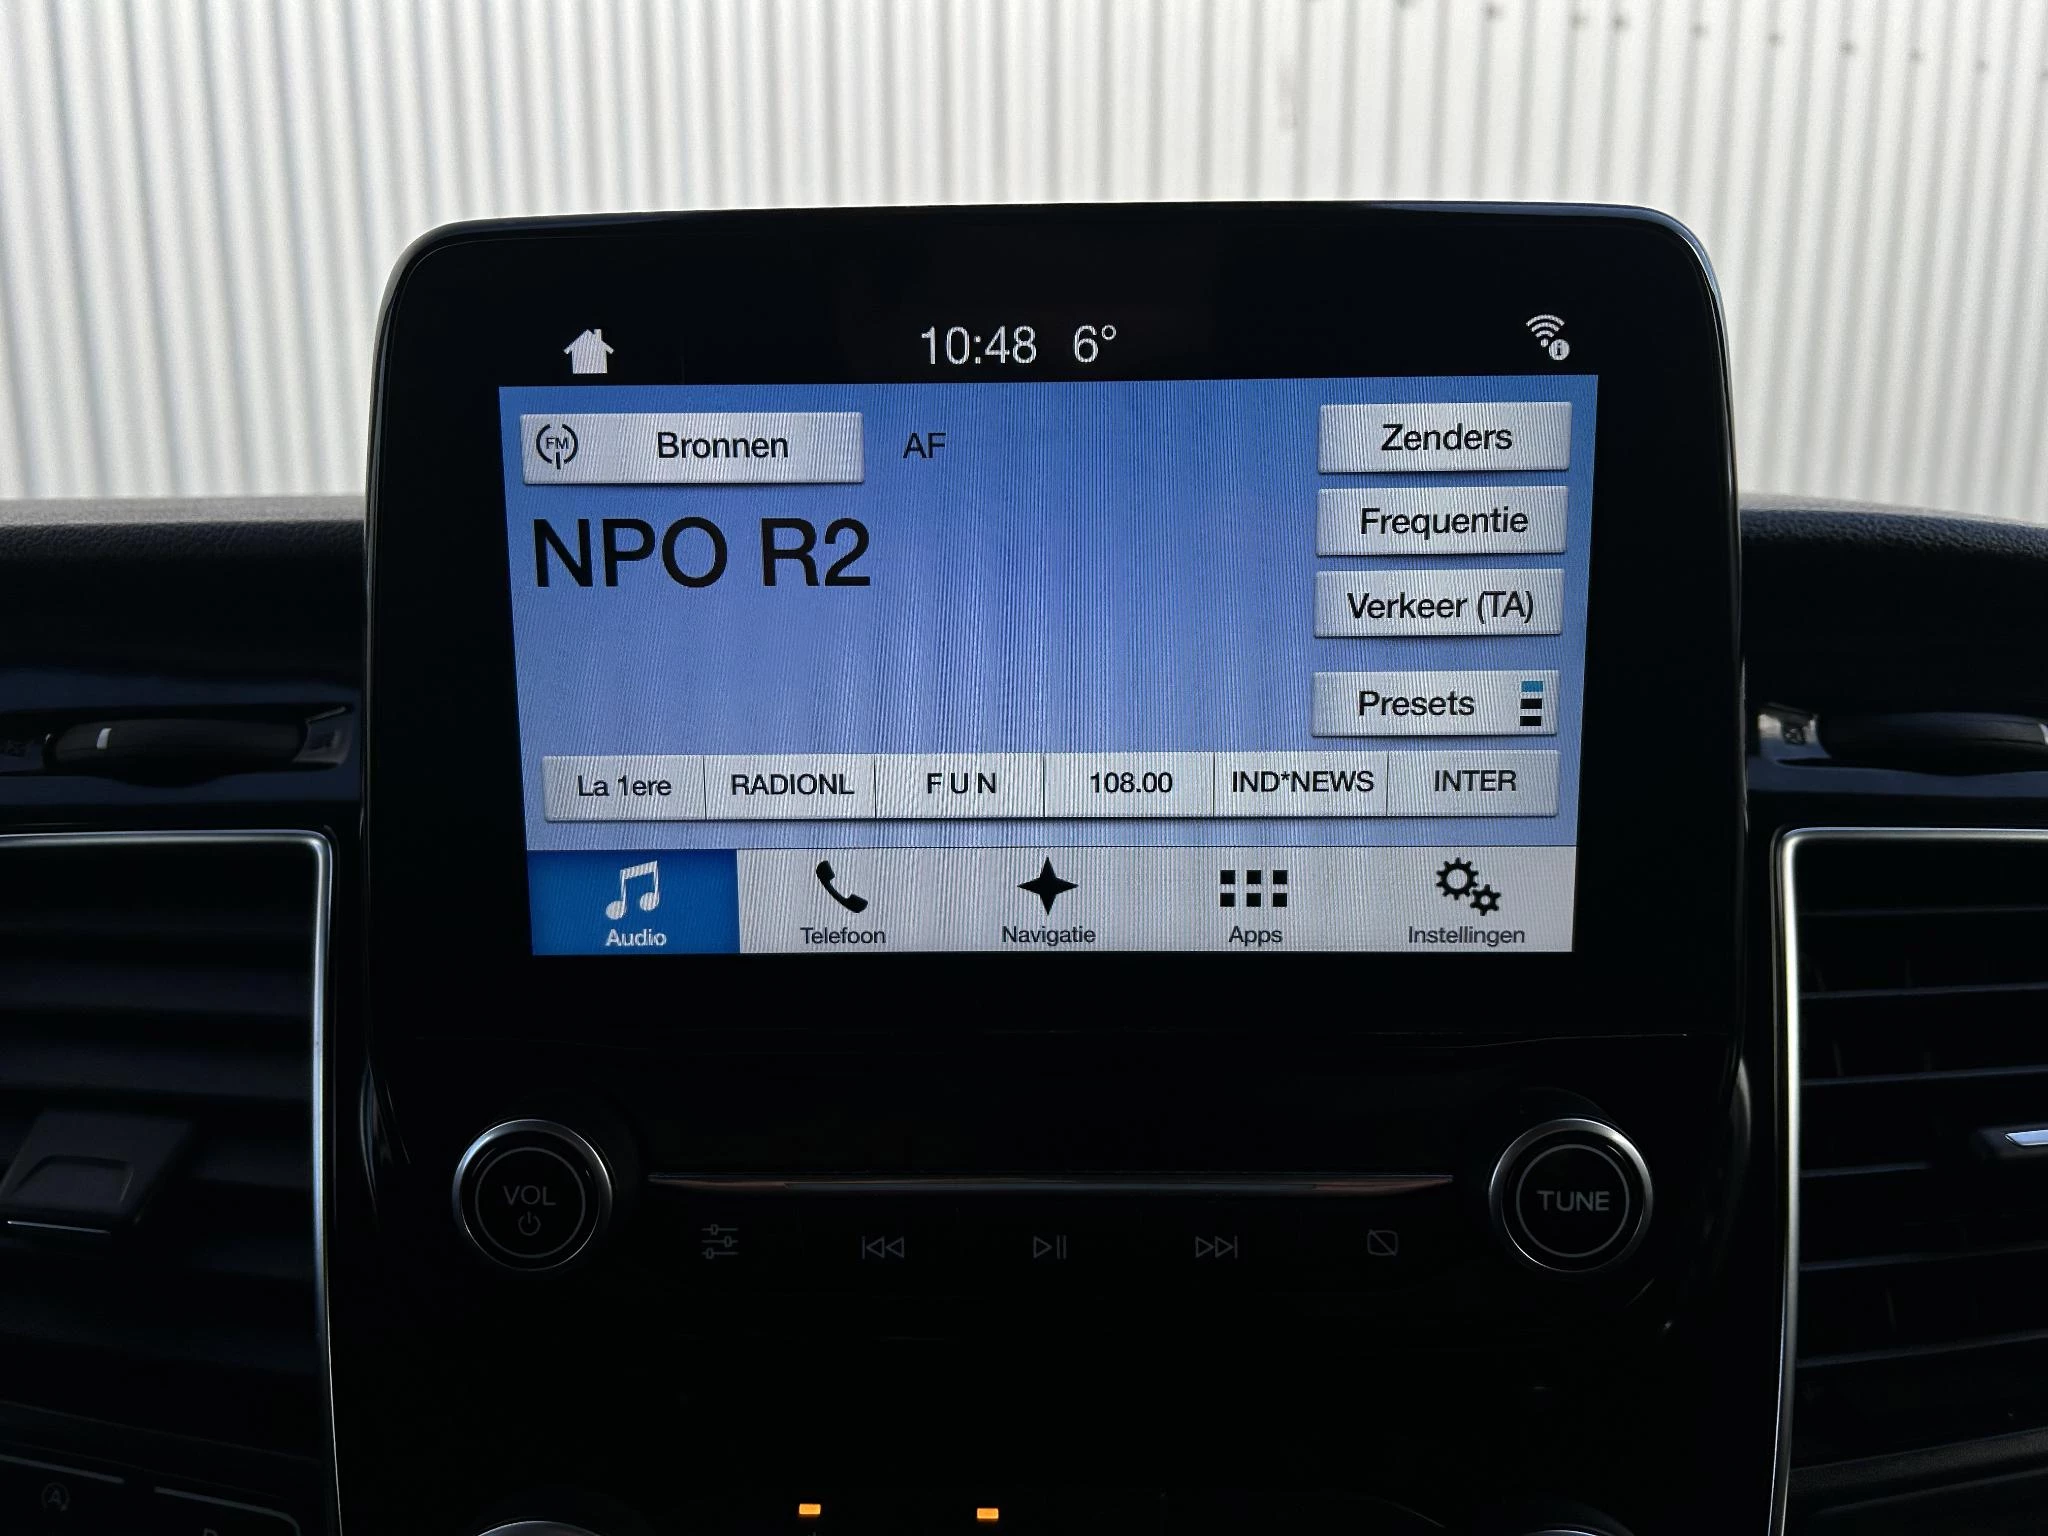 10:48 6°
FM Bronnen AF
Zenders
NPO R2
Frequentie
Verkeer (TA)
Presets
La 1ere RADIONL F U N 108.00 IND*NEWS INTER
Audio Telefoon Navigatie Apps Instellingen
VOL
TUNE
A